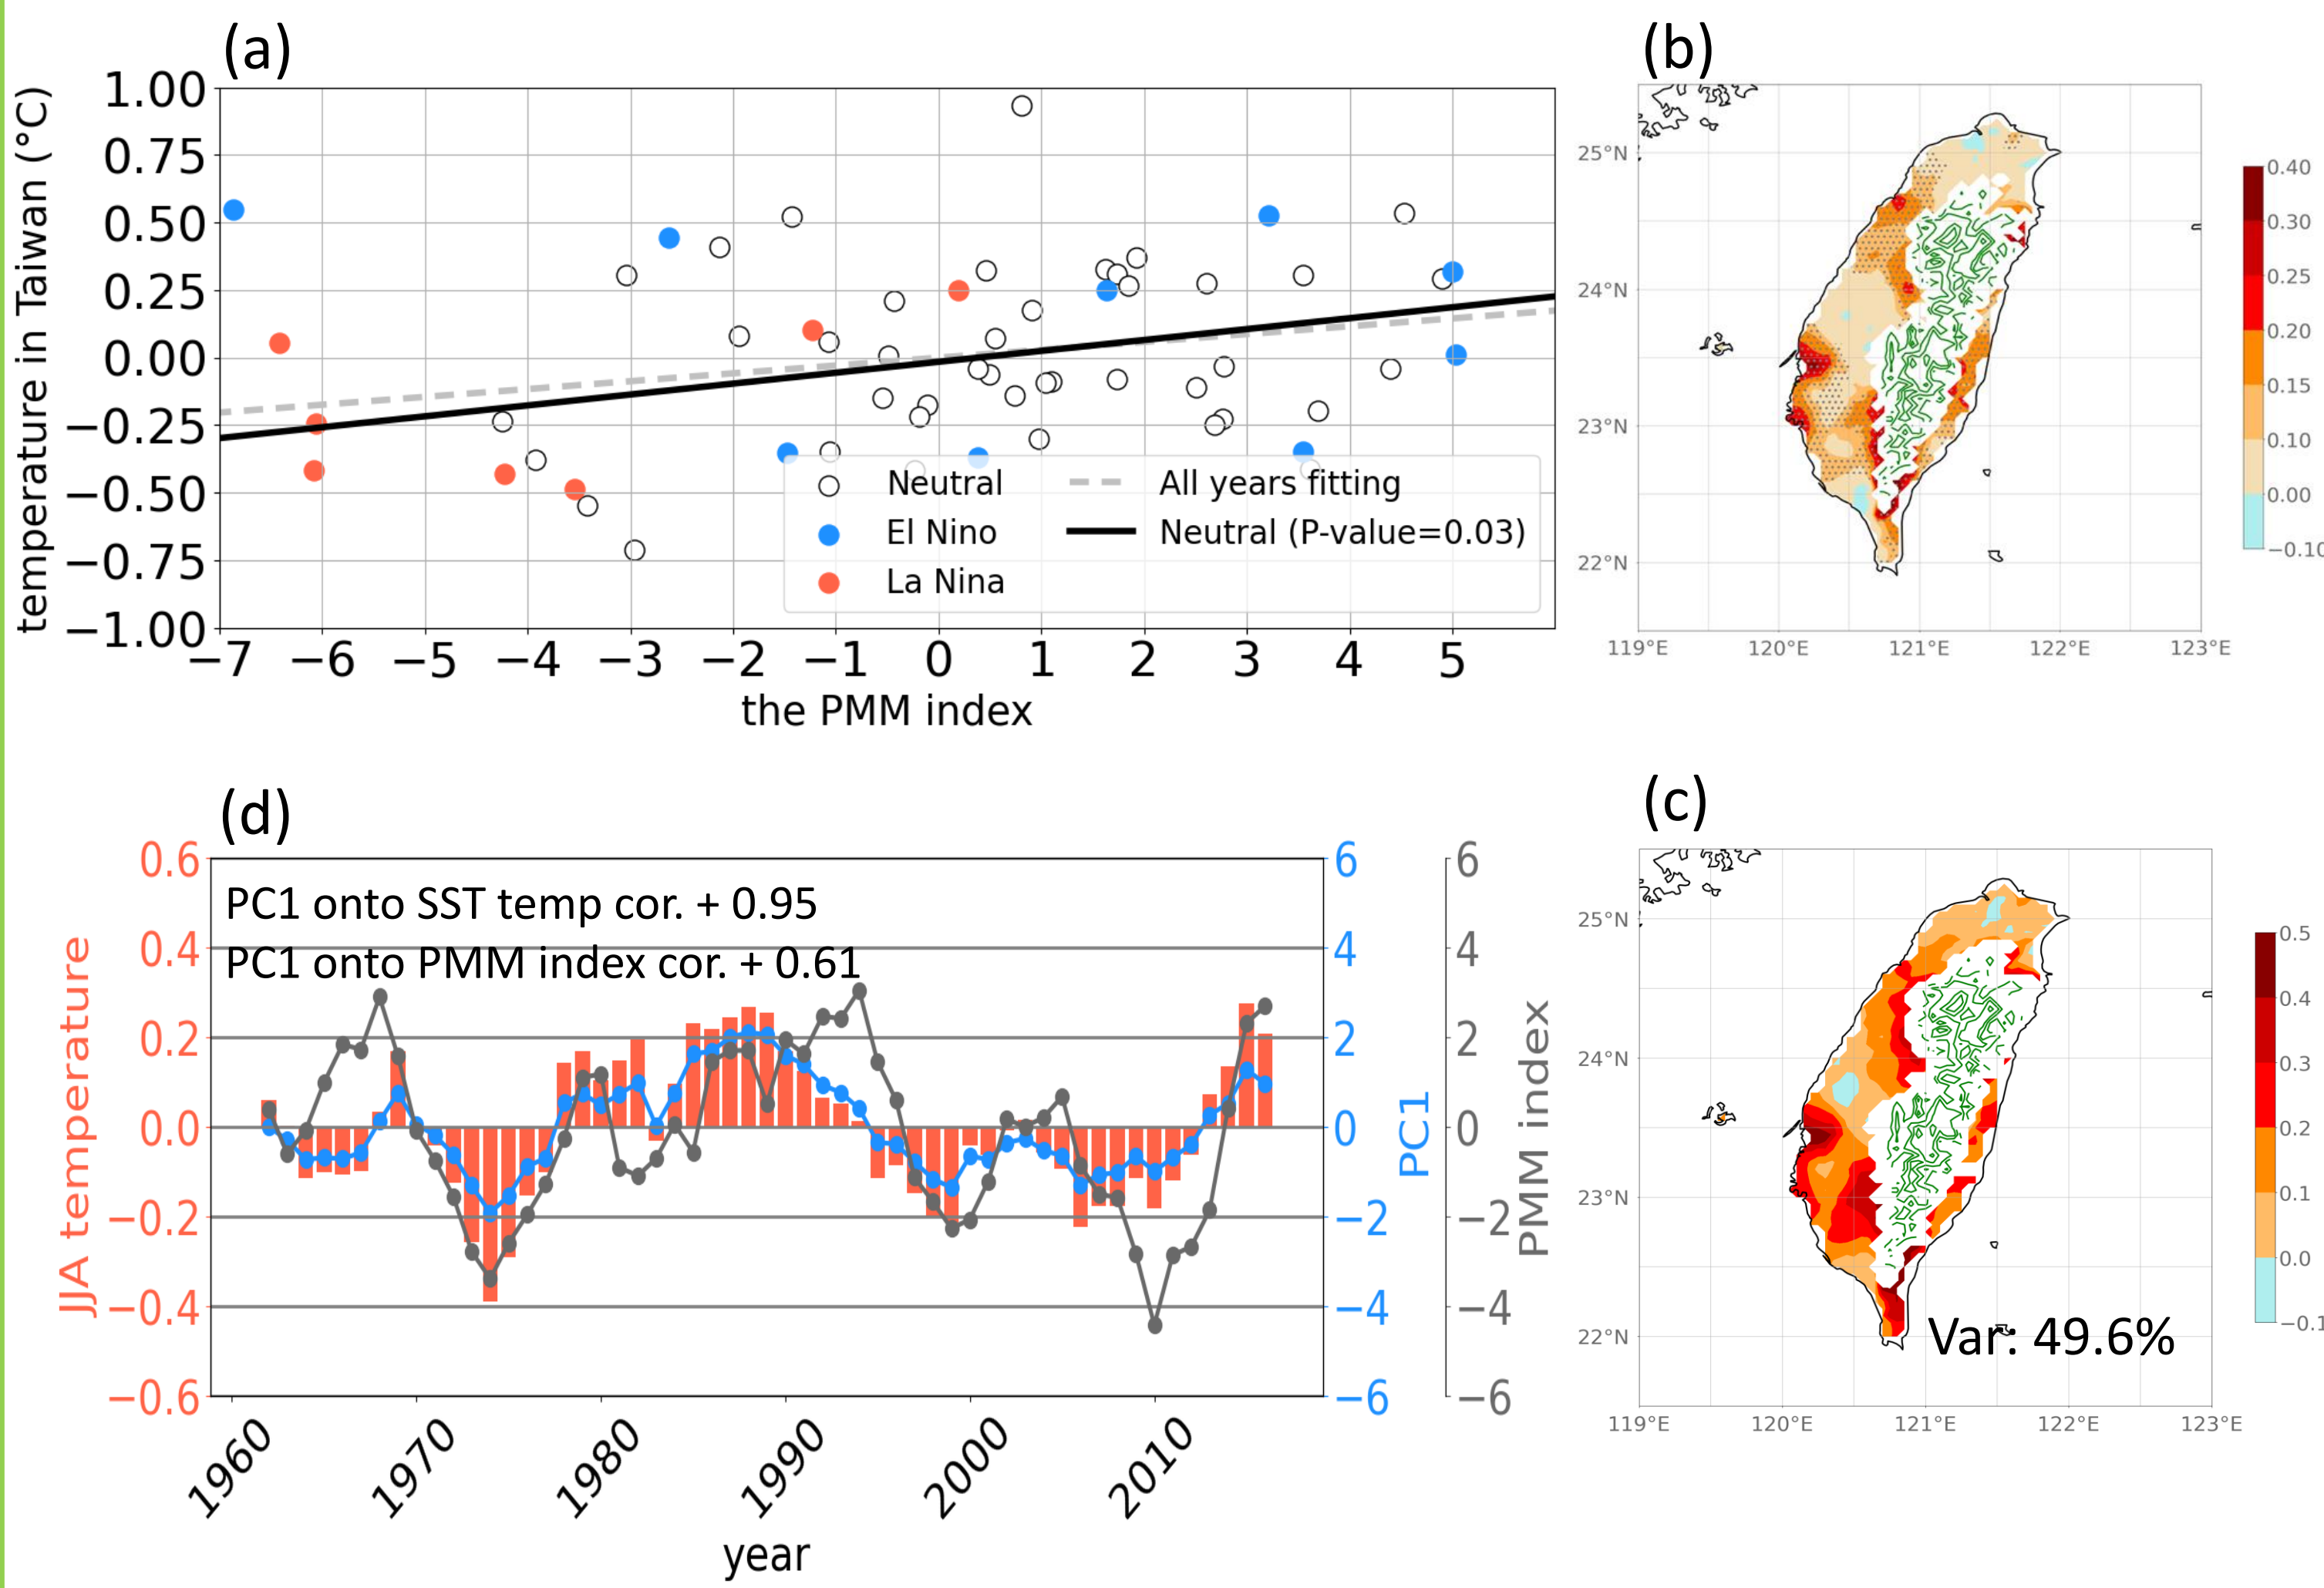 (a)
1.00
0.75
0.50
0.25
0.00
−0.25
−0.50
−0.75
−1.00
temperature in Taiwan (°C)
−7 −6 −5 −4 −3 −2 −1 0 1 2 3 4 5
the PMM index
Neutral
El Nino
La Nina
All years fitting
Neutral (P-value=0.03)
(b)
25°N
24°N
23°N
22°N
119°E 120°E 121°E 122°E 123°E
0.40
0.30
0.25
0.20
0.15
0.10
0.00
−0.10
(d)
PC1 onto SST temp cor. + 0.95
PC1 onto PMM index cor. + 0.61
0.6
0.4
0.2
0.0
−0.2
−0.4
−0.6
JJA temperature
6
4
2
0
−2
−4
−6
PC1
6
4
2
0
−2
−4
−6
PMM index
1960 1970 1980 1990 2000 2010
year
(c)
25°N
24°N
23°N
22°N
119°E 120°E 121°E 122°E 123°E
Var: 49.6%
0.5
0.4
0.3
0.2
0.1
0.0
−0.1